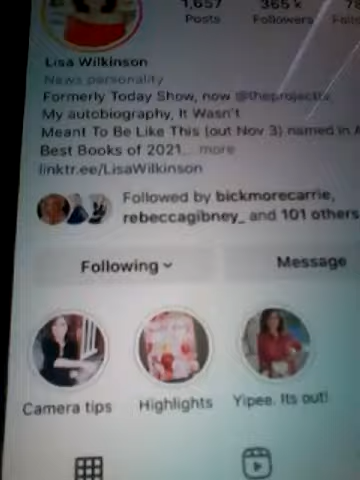 1,657 365K
Posts Followers
Lisa Wilkinson
News personality
Formerly Today Show, now @theprojecttv
My autobiography, It Wasn't
Meant To Be Like This (out Nov 3) named in
Best Books of 2021... more
linktr.ee/LisaWilkinson
Followed by bickmorecarrie,
rebeccagibney_ and 101 others
Following Message
Camera tips Highlights Yipee. Its out!